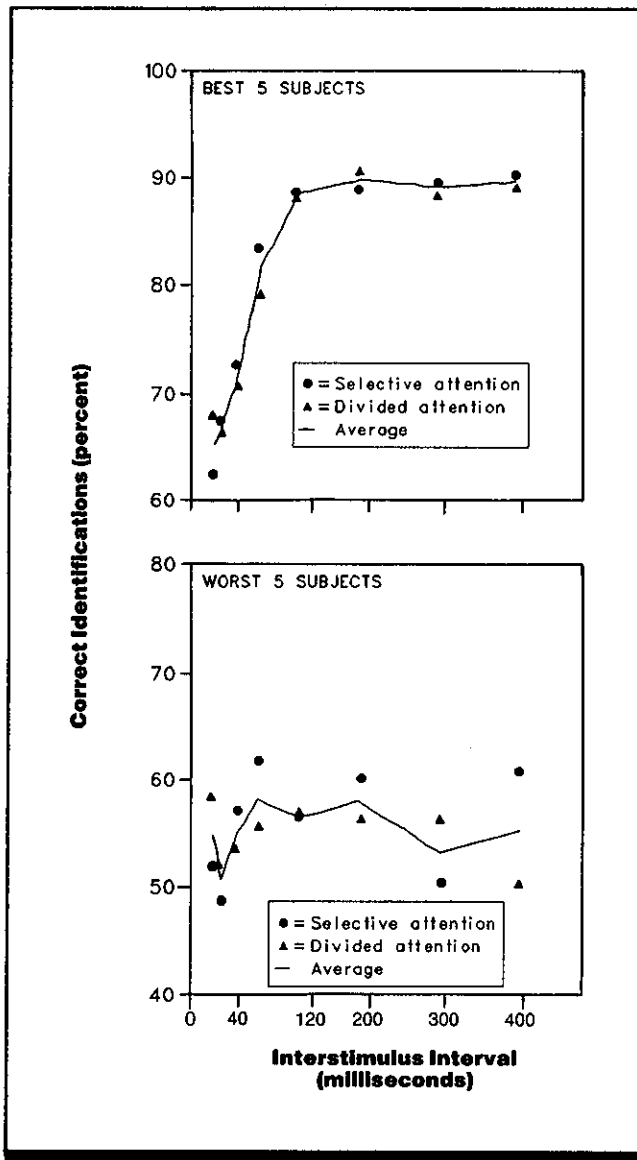 Correct Identifications (percent)
100
90
80
70
60
BEST 5 SUBJECTS
● = Selective attention
▲ = Divided attention
— Average
80
70
60
50
40
WORST 5 SUBJECTS
● = Selective attention
▲ = Divided attention
— Average
0 40 120 200 300 400
Interstimulus Interval
(milliseconds)